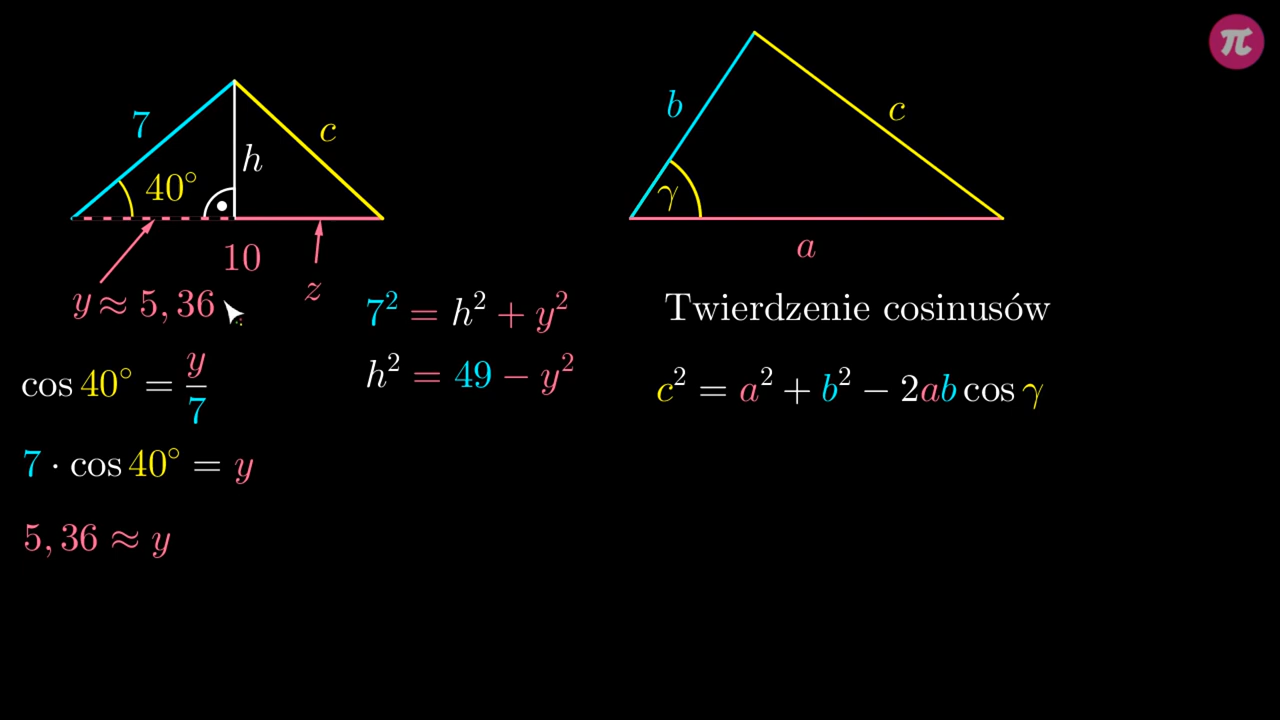 π
7
c
h
40°
10
y ≈ 5,36
z
cos 40° = y/7
7 · cos 40° = y
5,36 ≈ y
7² = h² + y²
h² = 49 − y²
b
c
γ
a
Twierdzenie cosinusów
c² = a² + b² − 2ab cos γ